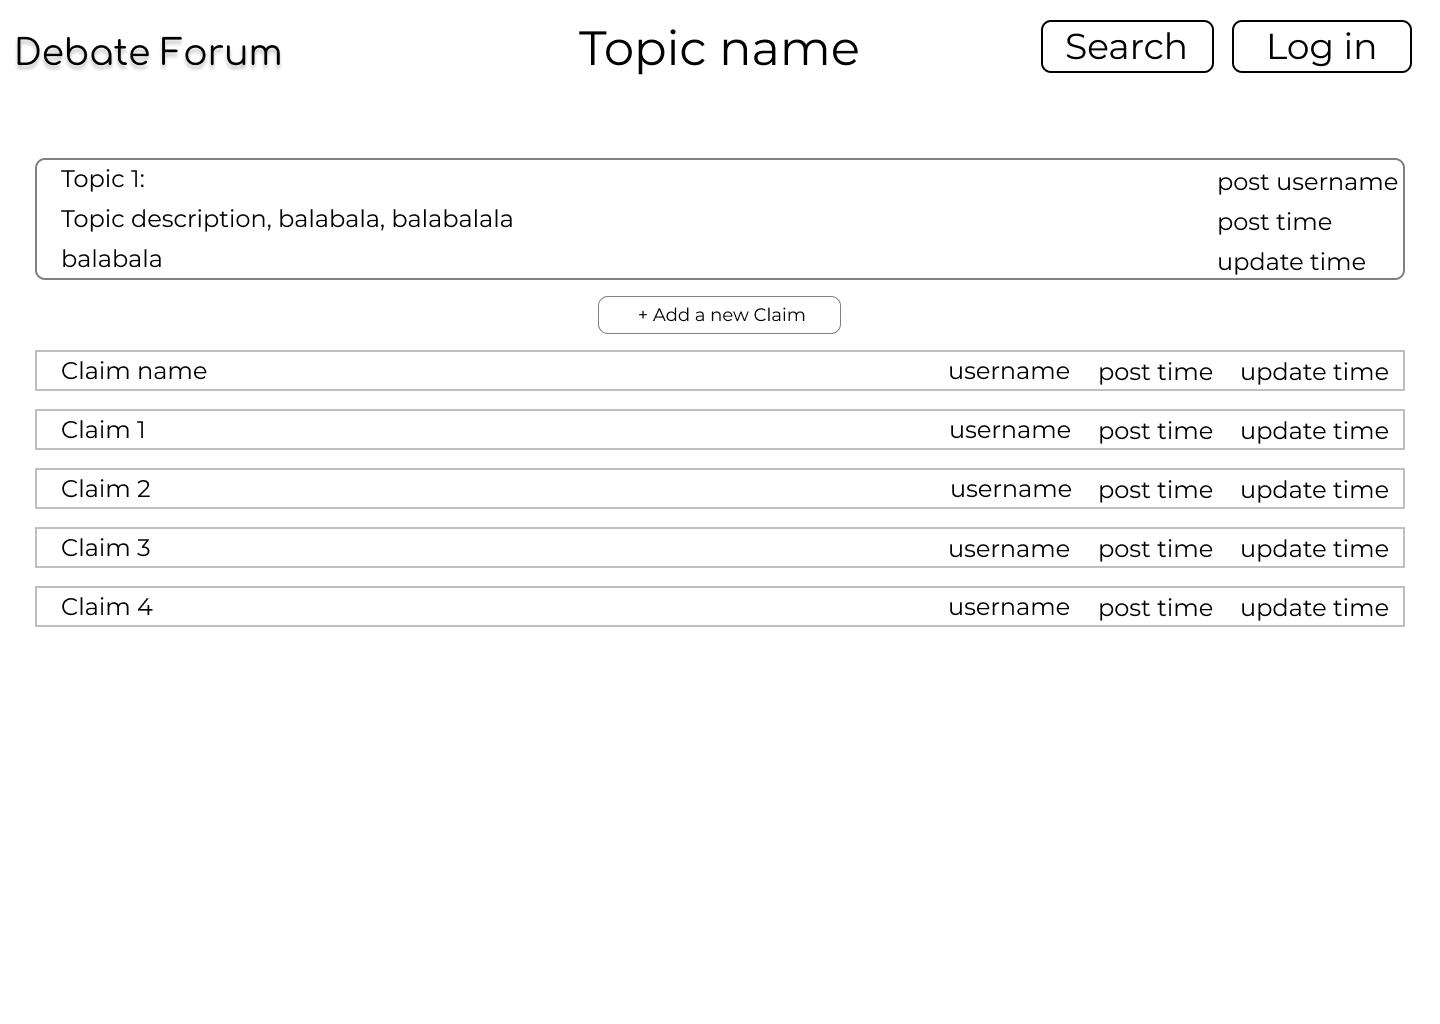 Debate Forum Topic name Search Log in
Topic 1: post username
Topic description, balabala, balabalala post time
balabala update time
+ Add a new Claim
Claim name username post time update time
Claim 1 username post time update time
Claim 2 username post time update time
Claim 3 username post time update time
Claim 4 username post time update time